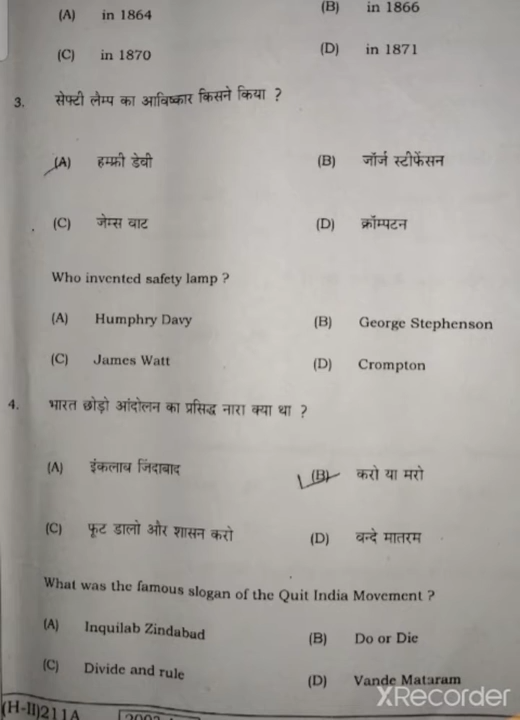 (A) in 1864 (B) in 1866
(C) in 1870 (D) in 1871
3. सेफ्टी लैम्प का आविष्कार किसने किया ?
(A) हम्फ्री डेवी (B) जॉर्ज स्टीफेंसन
(C) जेम्स वाट (D) क्रॉम्पटन
Who invented safety lamp ?
(A) Humphry Davy (B) George Stephenson
(C) James Watt (D) Crompton
4. भारत छोड़ो आंदोलन का प्रसिद्ध नारा क्या था ?
(A) इंकलाब जिंदाबाद (B) करो या मरो
(C) फूट डालो और शासन करो (D) बन्दे मातरम
What was the famous slogan of the Quit India Movement ?
(A) Inquilab Zindabad (B) Do or Die
(C) Divide and rule (D) Vande Mataram
(H-II)211A
XRecorder